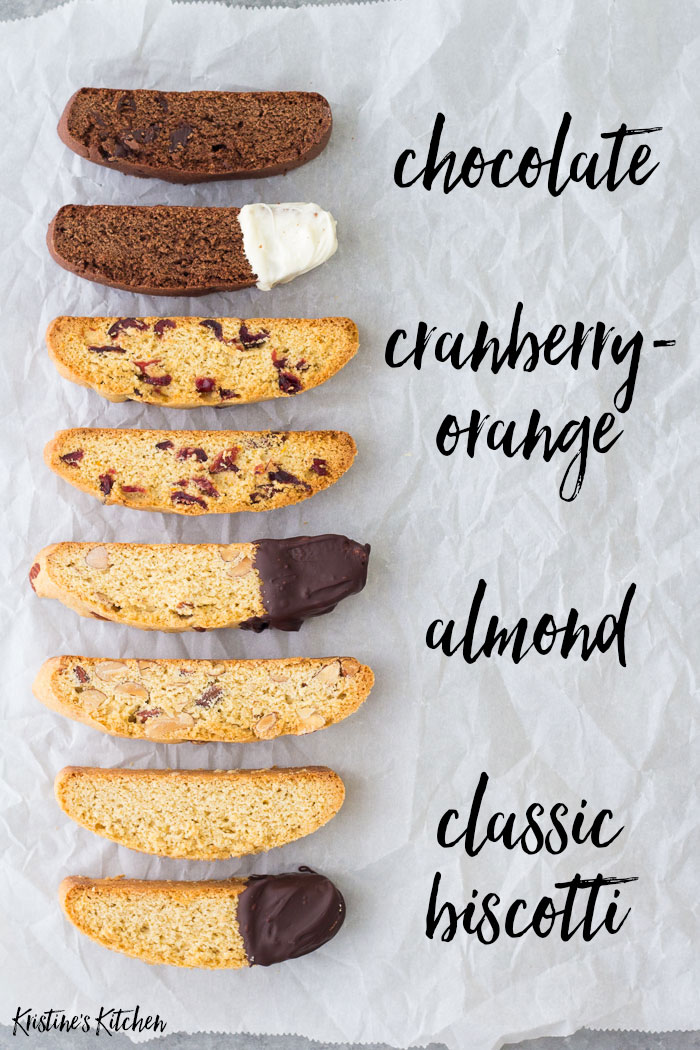 chocolate
cranberry-
orange
almond
classic
biscotti
Kristine's Kitchen